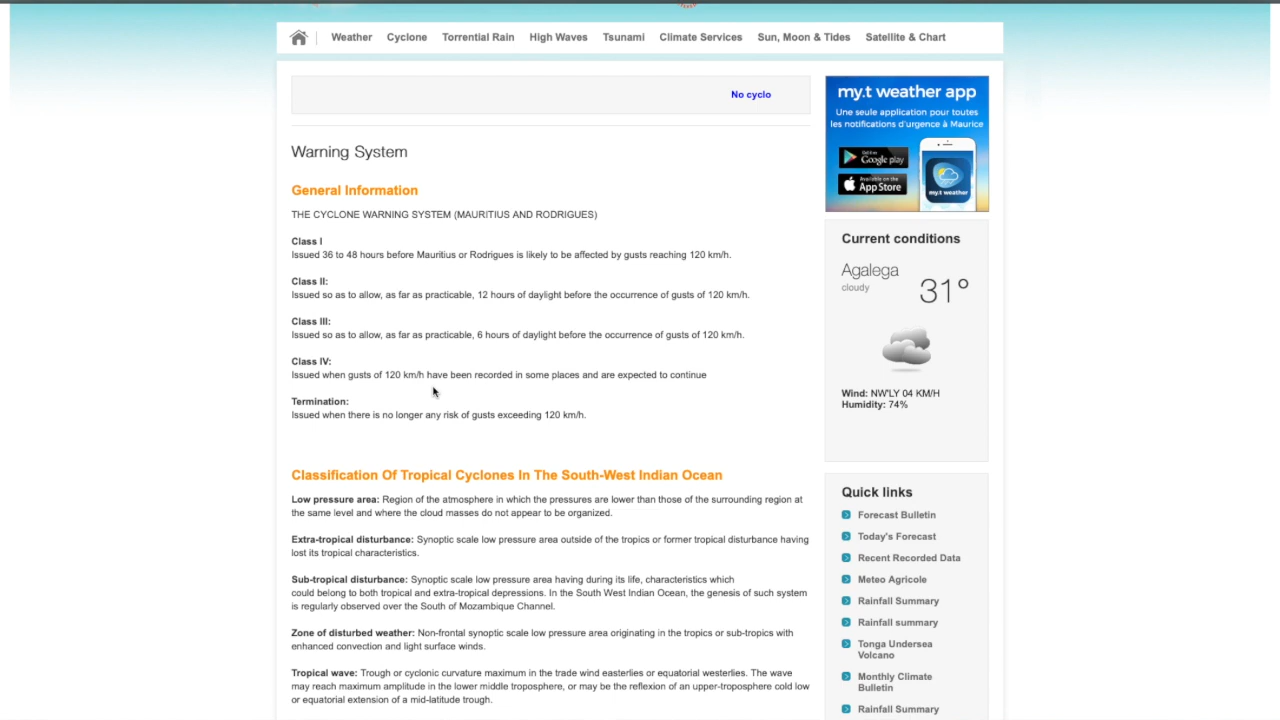 Weather Cyclone Torrential Rain High Waves Tsunami Climate Services Sun, Moon & Tides Satellite & Chart
No cyclo
Warning System
General Information
THE CYCLONE WARNING SYSTEM (MAURITIUS AND RODRIGUES)
Class I
Issued 36 to 48 hours before Mauritius or Rodrigues is likely to be affected by gusts reaching 120 km/h.
Class II:
Issued so as to allow, as far as practicable, 12 hours of daylight before the occurrence of gusts of 120 km/h.
Class III:
Issued so to allow, as far as practicable, 6 hours of daylight before the occurrence of gusts of 120 km/h.
Class IV:
Issued when gusts of 120 km/h have been recorded in some places and are expected to continue
Termination:
Issued when there is no longer any risk of gusts exceeding 120 km/h.
Classification Of Tropical Cyclones In The South-West Indian Ocean
Low pressure area: Region of the atmosphere in which the pressures are lower than those of the surrounding region at
the same level and where the cloud masses do not appear to be organized.
Extra-tropical disturbance: Synoptic scale low pressure area outside of the tropics or former tropical disturbance having
lost its tropical characteristics.
Sub-tropical disturbance: Synoptic scale low pressure area having during its life, characteristics which
could belong to both tropical and extra-tropical depressions. In the South West Indian Ocean, the genesis of such system
is regularly observed over the South of Mozambique Channel.
Zone of disturbed weather: Non-frontal synoptic scale low pressure area originating in the tropics or sub-tropics with
enhanced convection and light surface winds.
Tropical wave: Trough or cyclonic curvature maximum in the trade wind easterlies or equatorial westerlies. The wave
may reach maximum amplitude in the lower middle troposphere, or may be the reflexion of an upper-troposphere cold low
or equatorial extension of a mid-latitude trough.
my.t weather app
Une seule application pour toutes
les notifications d'urgence à Maurice
Google play
Available on the
App Store
my.t weather
Current conditions
Agalega
cloudy
31°
Wind: NW'LY 04 KM/H
Humidity: 74%
Quick links
Forecast Bulletin
Today's Forecast
Recent Recorded Data
Meteo Agricole
Rainfall Summary
Rainfall summary
Tonga Undersea
Volcano
Monthly Climate
Bulletin
Rainfall Summary